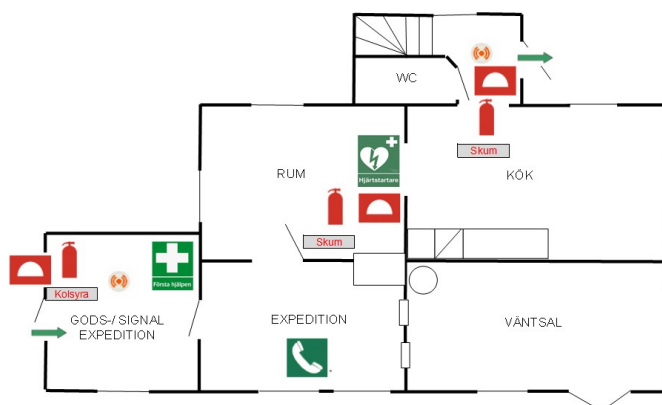 WC
Skum
KÖK
RUM
Hjärtstartare
Skum
Kolsyra
Första hjälpen
GODS-/ SIGNAL
EXPEDITION
EXPEDITION
VÄNTSAL